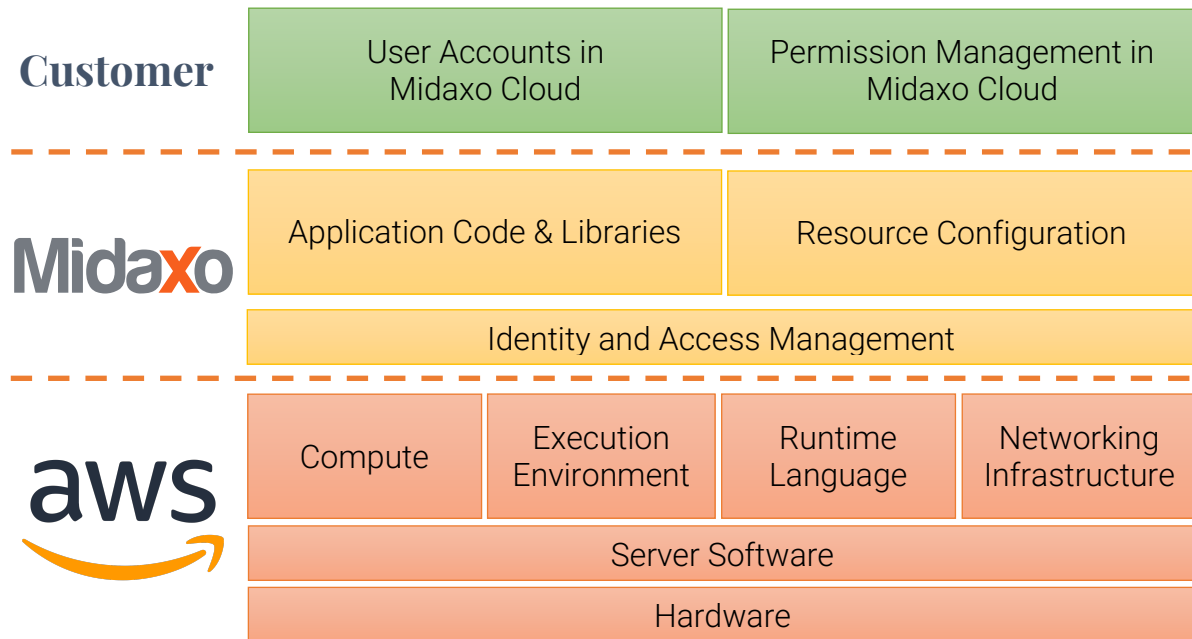 Customer
User Accounts in
Midaxo Cloud
Permission Management in
Midaxo Cloud
Midaxo
Application Code & Libraries
Resource Configuration
Identity and Access Management
aws
Compute
Execution
Environment
Runtime
Language
Networking
Infrastructure
Server Software
Hardware